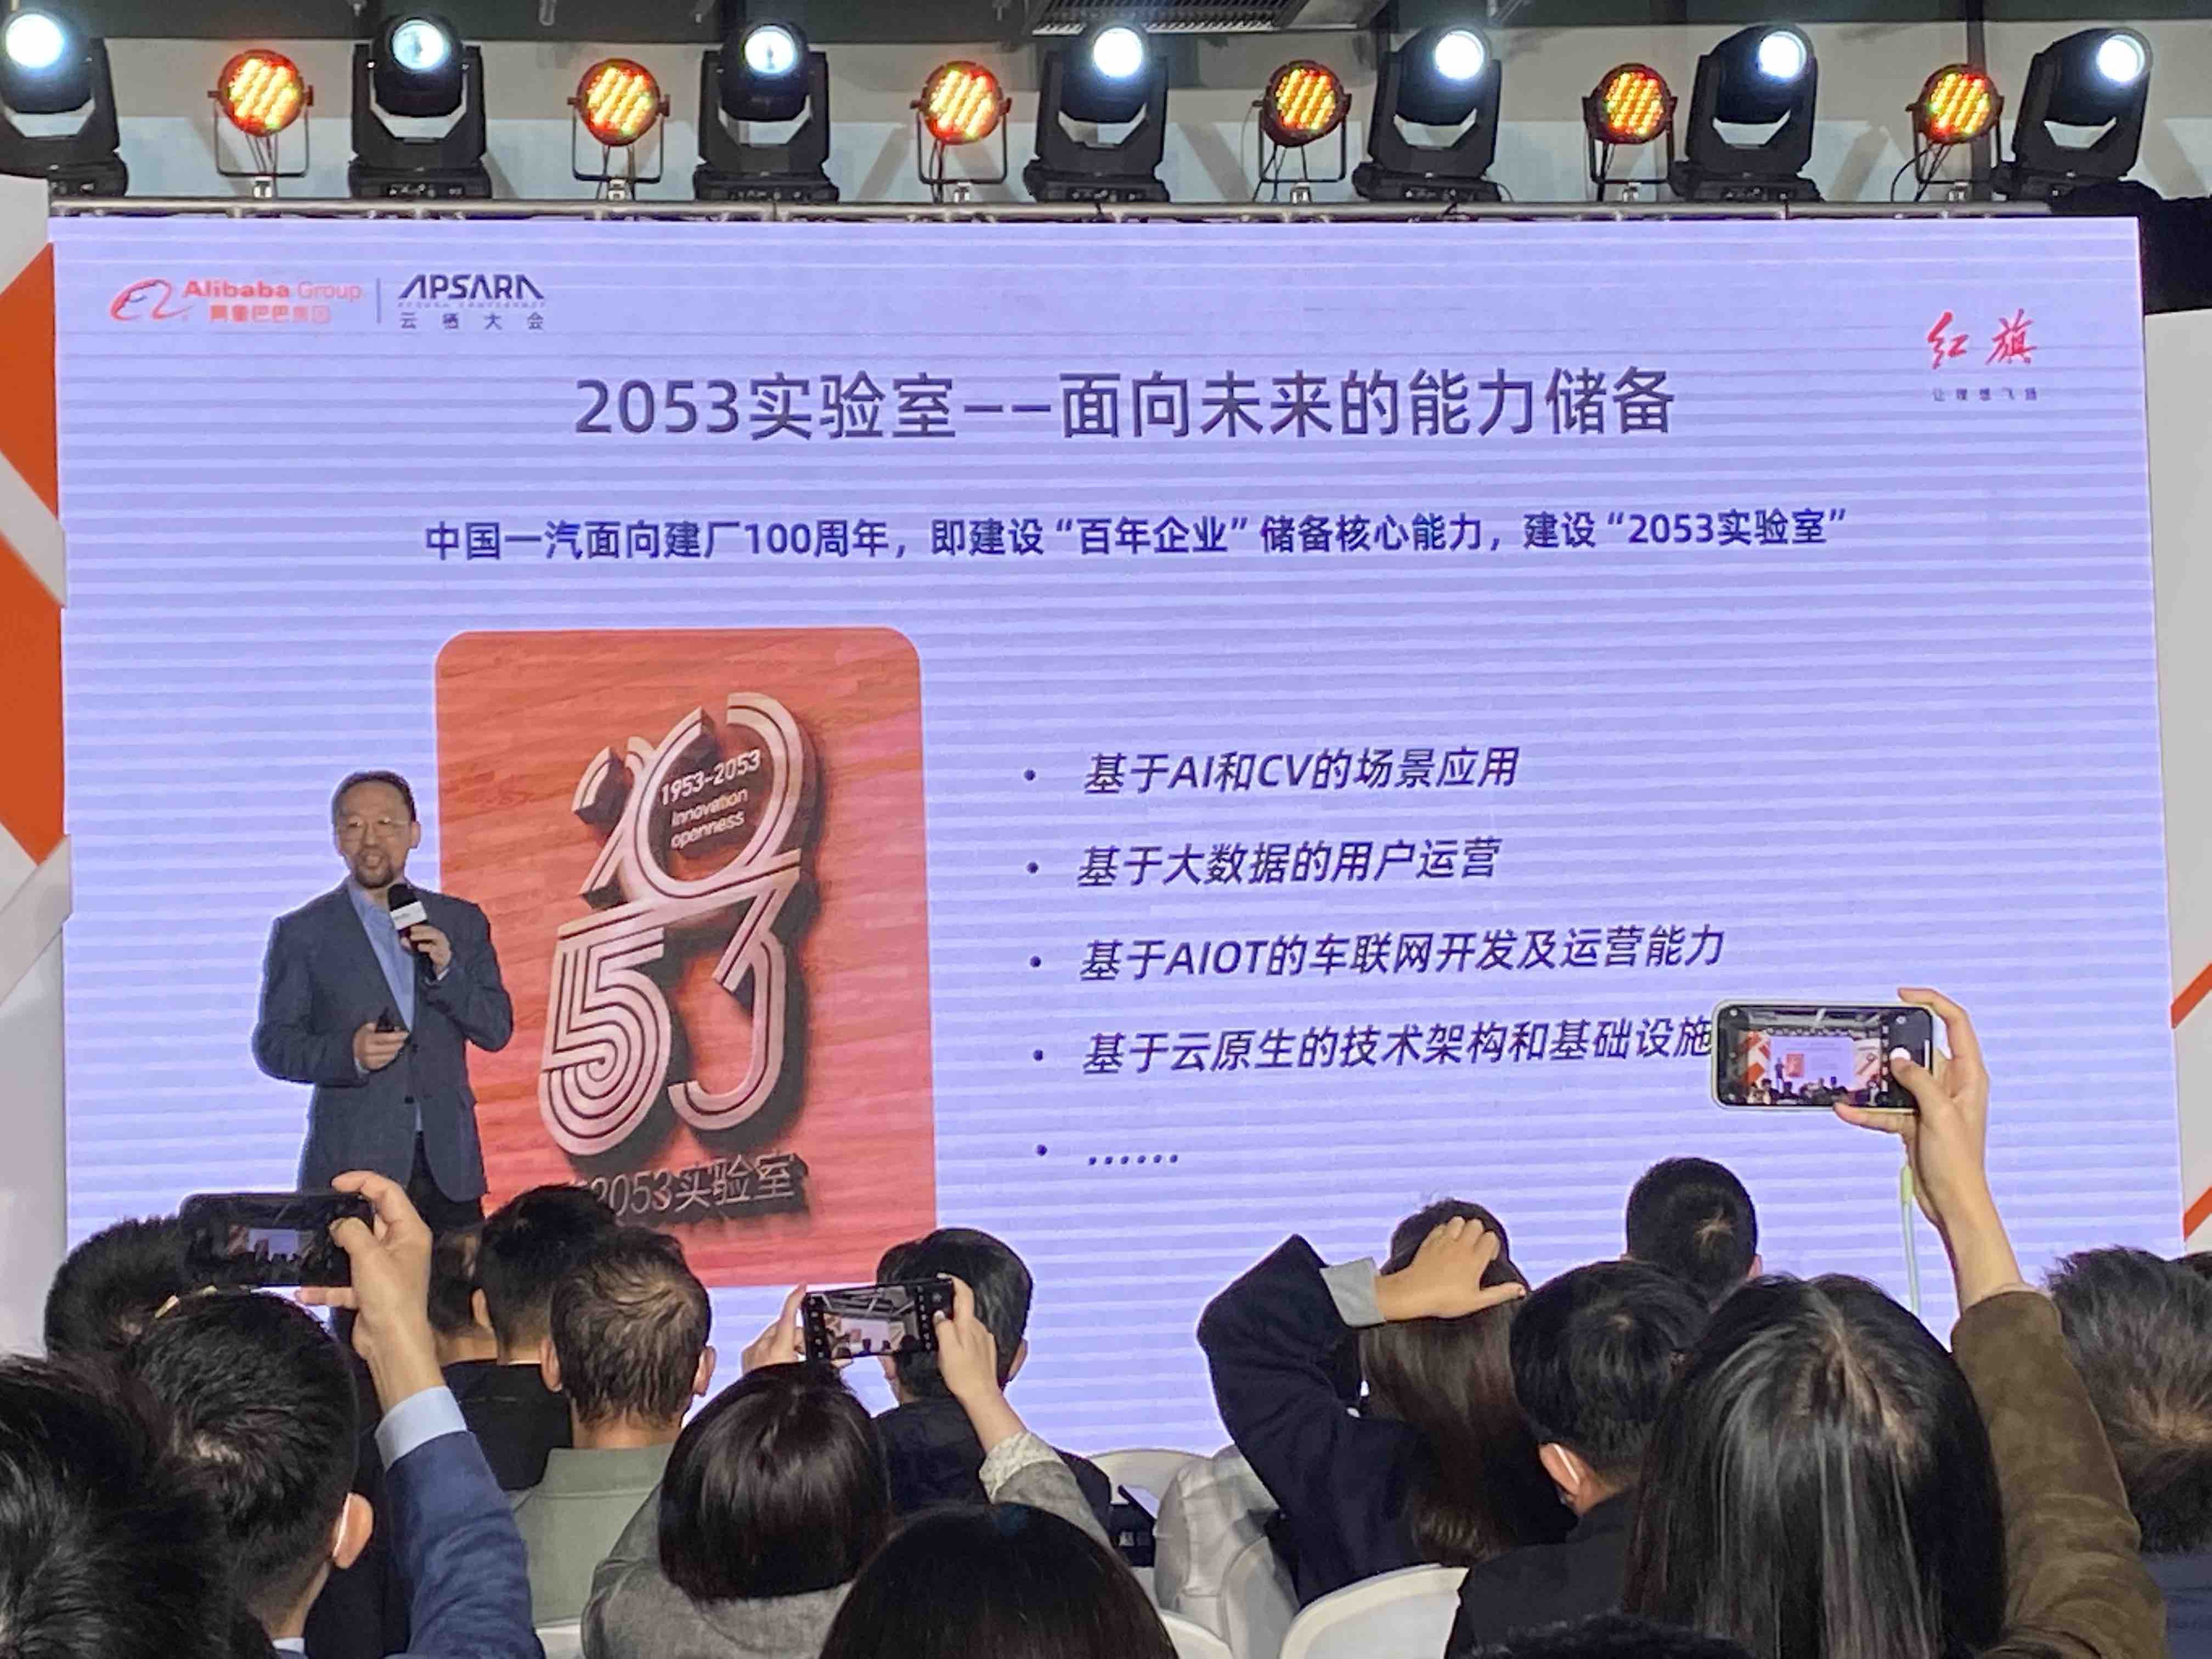 Alibaba Group
阿里巴巴集团
APSARA
云栖大会
红旗
让理想飞扬
2053实验室——面向未来的能力储备
中国一汽面向建厂100周年，即建设“百年企业”储备核心能力，建设“2053实验室”
1953-2053
Innovation
openness
2053
2053实验室
• 基于AI和CV的场景应用
• 基于大数据的用户运营
• 基于AIOT的车联网开发及运营能力
• 基于云原生的技术架构和基础设施
• ……